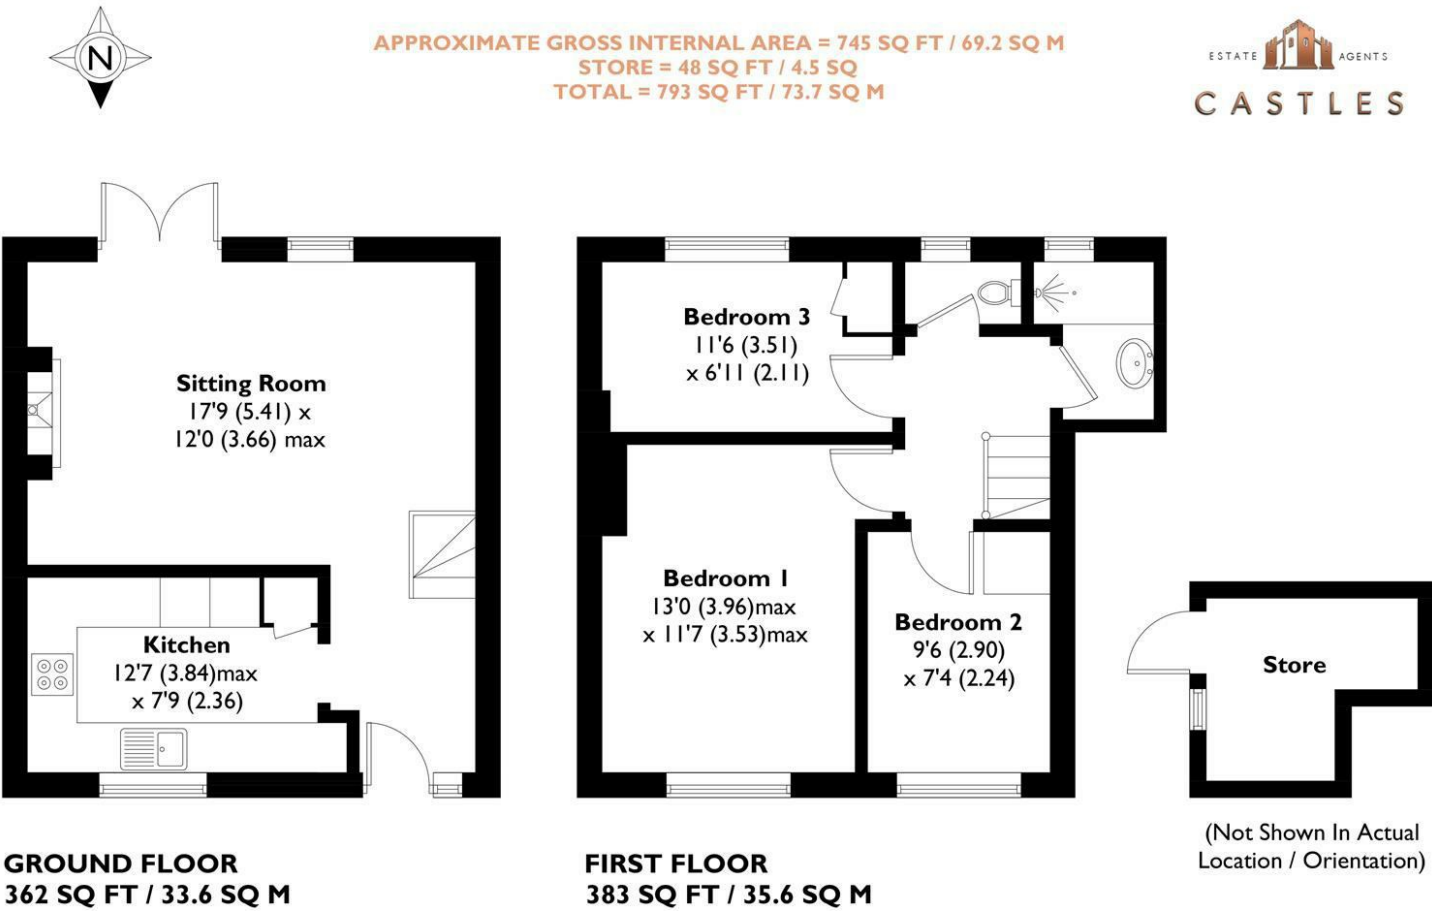 N
APPROXIMATE GROSS INTERNAL AREA = 745 SQ FT / 69.2 SQ M
STORE = 48 SQ FT / 4.5 SQ
TOTAL = 793 SQ FT / 73.7 SQ M
ESTATE AGENTS
CASTLES
Sitting Room
17'9 (5.41) x
12'0 (3.66) max
Kitchen
12'7 (3.84)max
x 7'9 (2.36)
Bedroom 3
11'6 (3.51)
x 6'11 (2.11)
Bedroom 1
13'0 (3.96)max
x 11'7 (3.53)max
Bedroom 2
9'6 (2.90)
x 7'4 (2.24)
Store
(Not Shown In Actual
Location / Orientation)
GROUND FLOOR
362 SQ FT / 33.6 SQ M
FIRST FLOOR
383 SQ FT / 35.6 SQ M